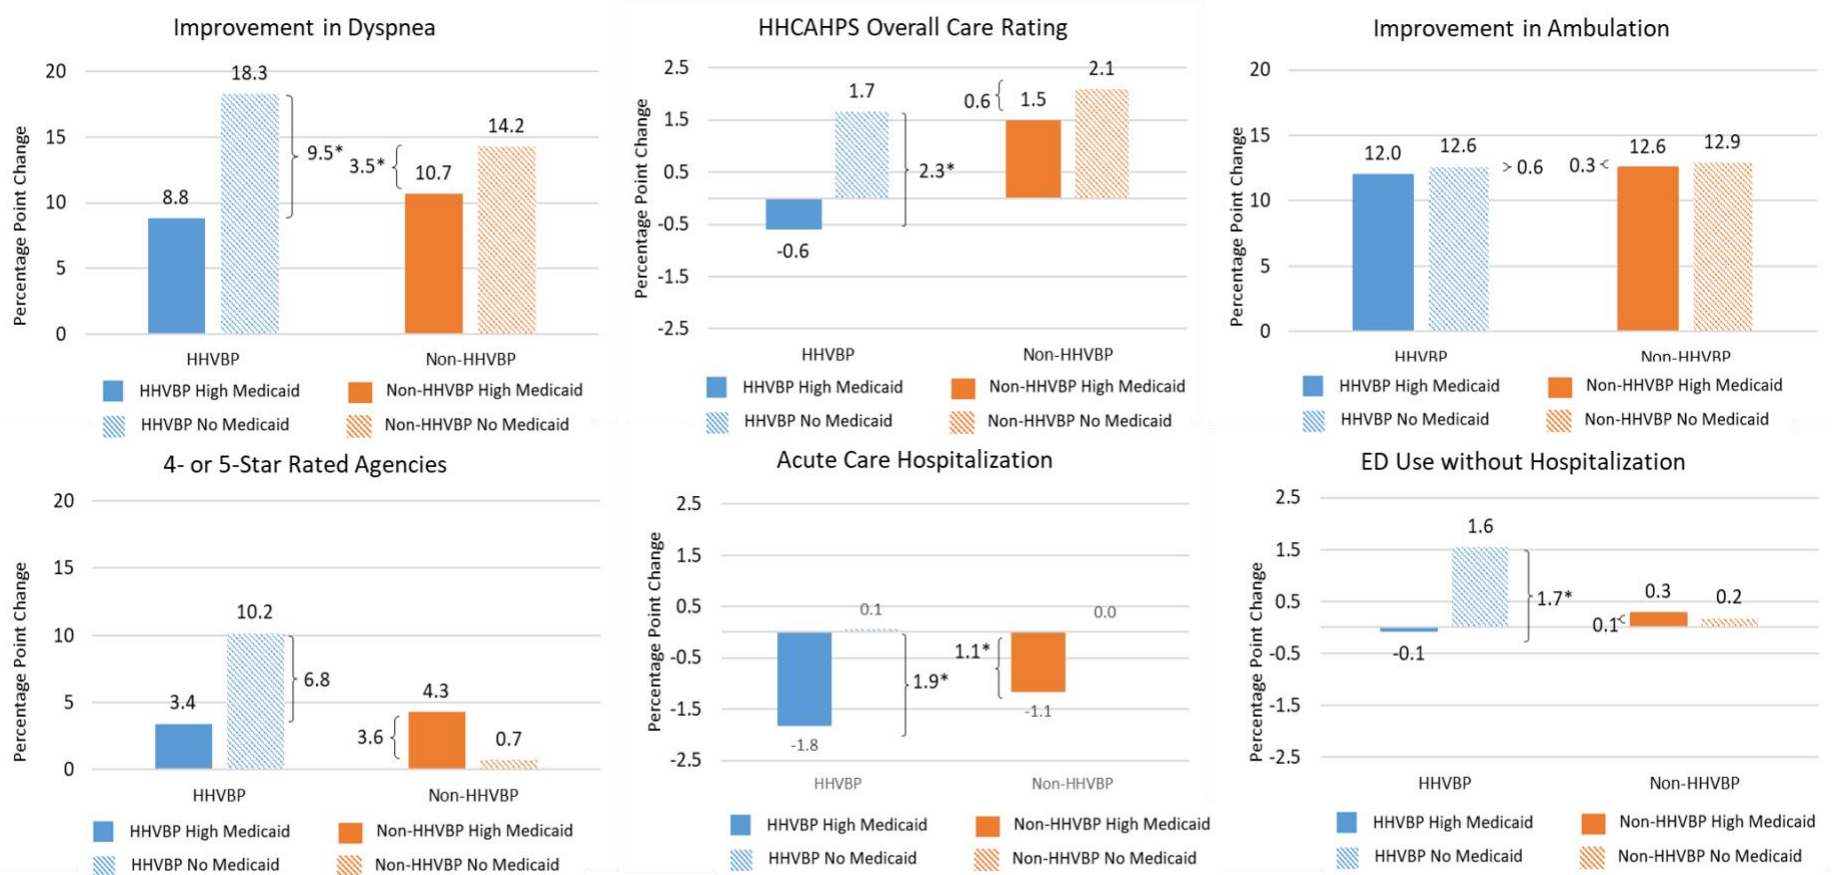 Improvement in Dyspnea
Percentage Point Change
20
15
10
5
0
8.8
18.3
9.5*
3.5*
10.7
14.2
HHVBP
Non-HHVBP
HHVBP High Medicaid
Non-HHVBP High Medicaid
HHVBP No Medicaid
Non-HHVBP No Medicaid
HHCAHPS Overall Care Rating
Percentage Point Change
2.5
1.5
0.5
-0.5
-1.5
-2.5
-0.6
1.7
2.3*
0.6
1.5
2.1
HHVBP
Non-HHVBP
HHVBP High Medicaid
Non-HHVBP High Medicaid
HHVBP No Medicaid
Non-HHVBP No Medicaid
Improvement in Ambulation
Percentage Point Change
20
15
10
5
0
12.0
12.6
0.6
0.3
12.6
12.9
HHVBP
Non-HHVBP
HHVBP High Medicaid
Non-HHVBP High Medicaid
HHVBP No Medicaid
Non-HHVBP No Medicaid
4- or 5-Star Rated Agencies
Percentage Point Change
20
15
10
5
0
3.4
10.2
6.8
3.6
4.3
0.7
HHVBP
Non-HHVBP
HHVBP High Medicaid
Non-HHVBP High Medicaid
HHVBP No Medicaid
Non-HHVBP No Medicaid
Acute Care Hospitalization
Percentage Point Change
2.5
1.5
0.5
-0.5
-1.5
-2.5
-1.8
0.1
1.9*
1.1*
-1.1
0.0
HHVBP
Non-HHVBP
HHVBP High Medicaid
Non-HHVBP High Medicaid
HHVBP No Medicaid
Non-HHVBP No Medicaid
ED Use without Hospitalization
Percentage Point Change
2.5
1.5
0.5
-0.5
-1.5
-2.5
-0.1
1.6
1.7*
0.1
0.3
0.2
HHVBP
Non-HHVBP
HHVBP High Medicaid
Non-HHVBP High Medicaid
HHVBP No Medicaid
Non-HHVBP No Medicaid